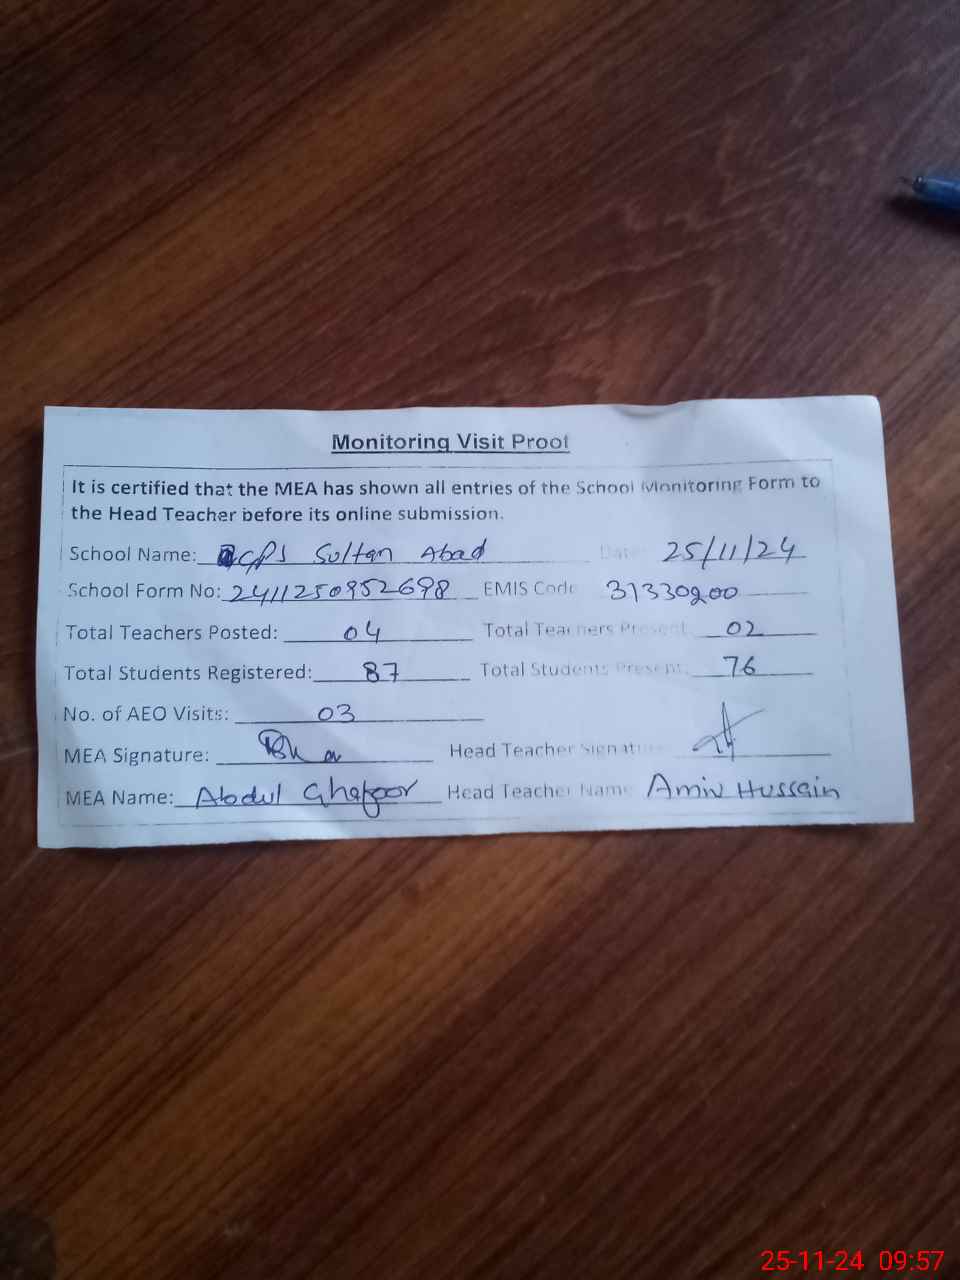 Monitoring Visit Proof
It is certified that the MEA has shown all entries of the School Monitoring Form to
the Head Teacher before its online submission.
School Name: GPS Sultan Abad Date: 25/11/24
School Form No: 2411250952698 EMIS Code 31330200
Total Teachers Posted: 04 Total Teachers Present: 02
Total Students Registered: 87 Total Students Present: 76
No. of AEO Visits: 03
MEA Signature: Head Teacher Signature
MEA Name: Abdul Ghafoor Head Teacher Name Amir Hussain
25-11-24 09:57